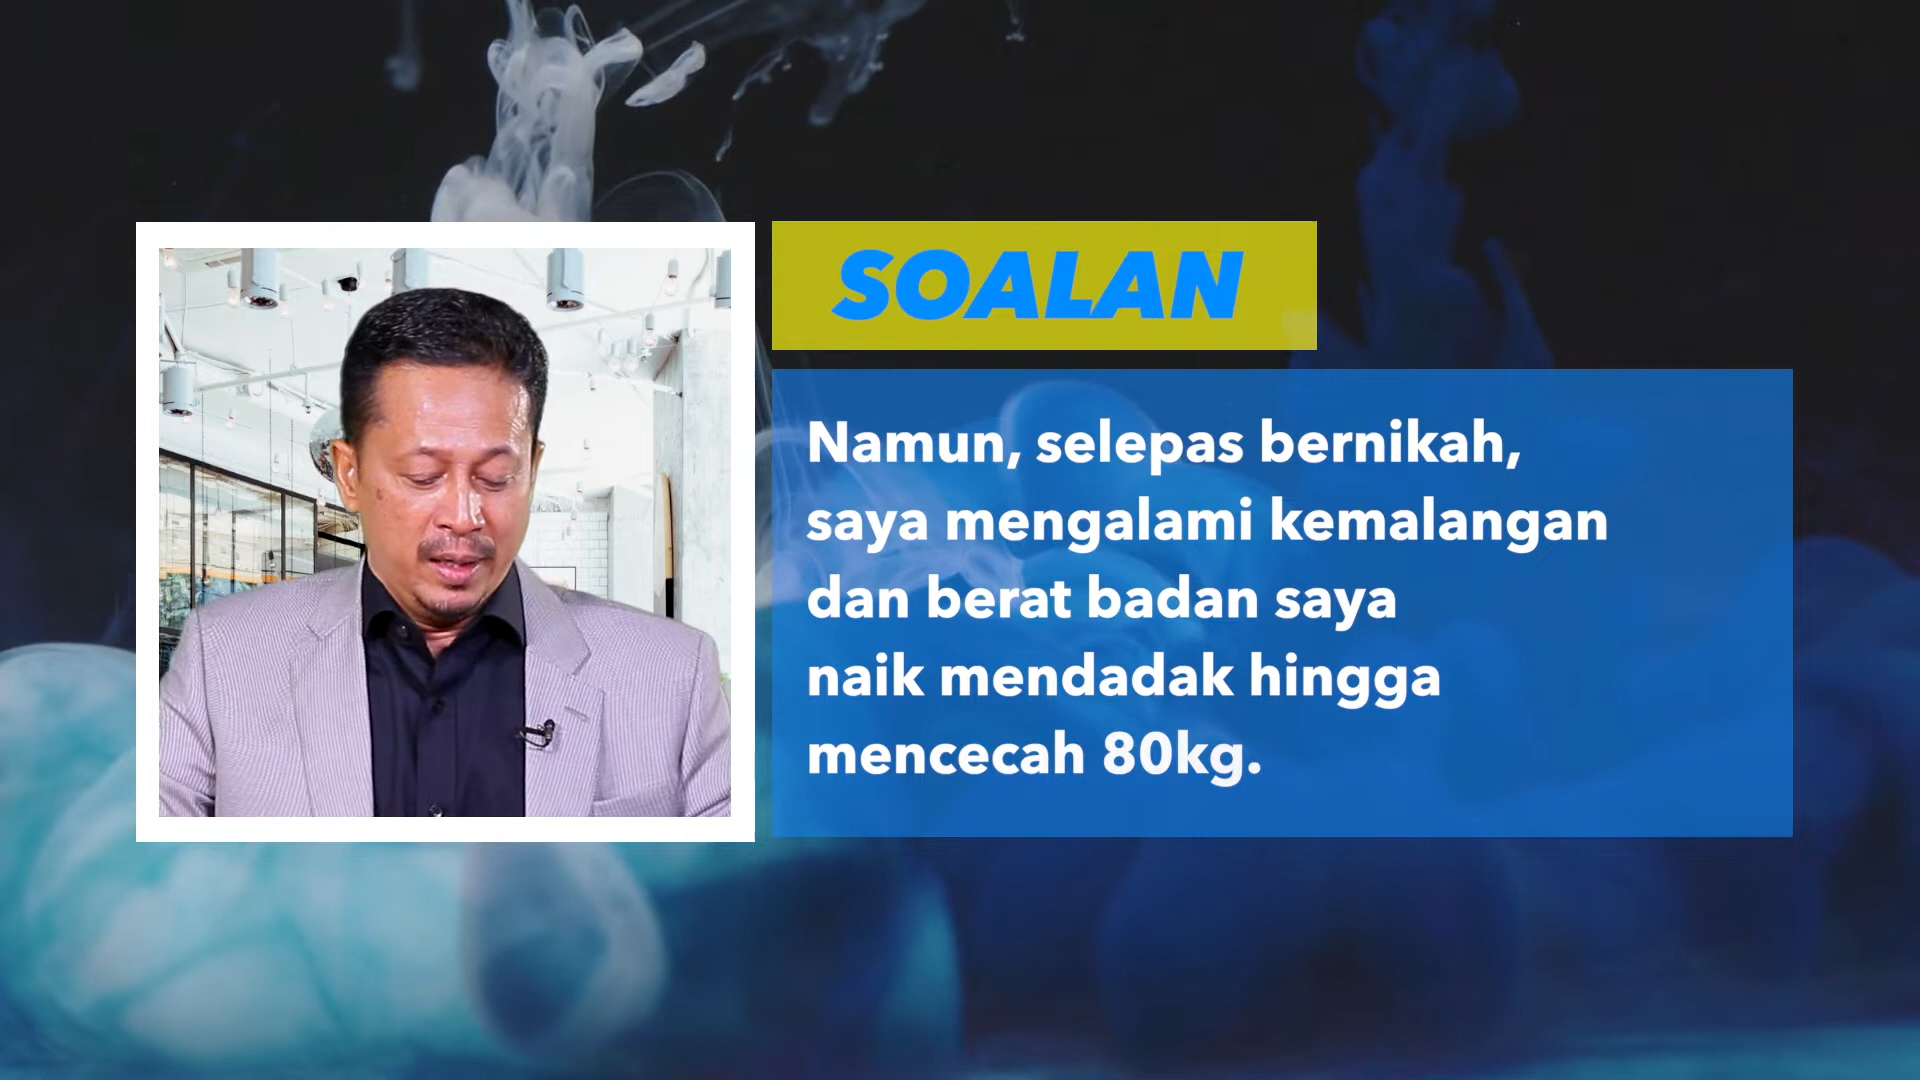 SOALAN
Namun, selepas bernikah,
saya mengalami kemalangan
dan berat badan saya
naik mendadak hingga
mencecah 80kg.